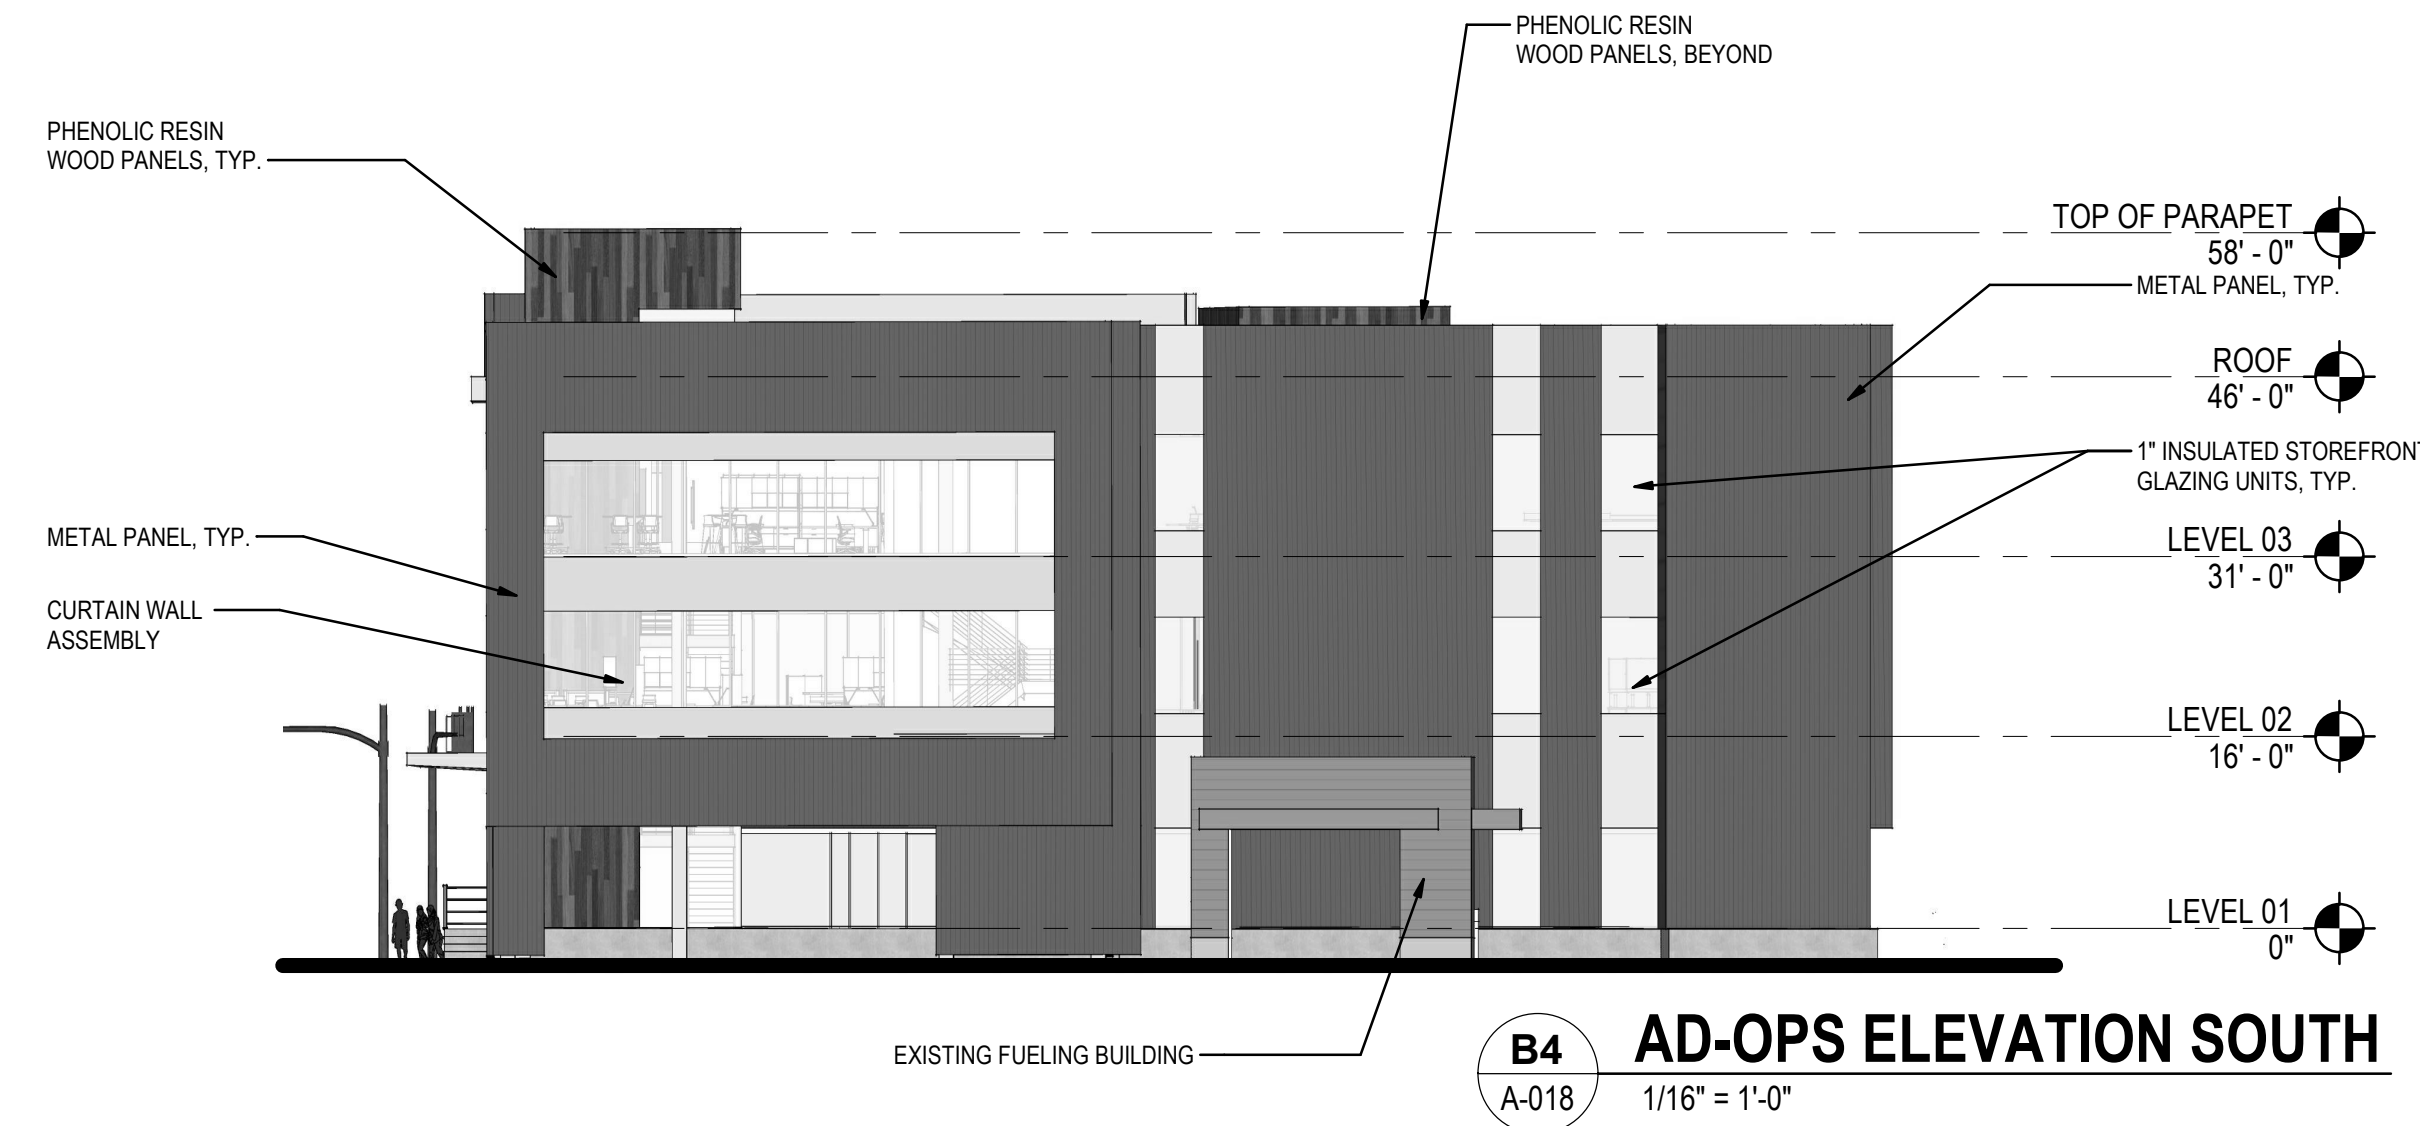 PHENOLIC RESIN
WOOD PANELS, BEYOND
PHENOLIC RESIN
WOOD PANELS, TYP.
TOP OF PARAPET
58' - 0"
METAL PANEL, TYP.
ROOF
46' - 0"
1" INSULATED STOREFRONT
GLAZING UNITS, TYP.
METAL PANEL, TYP.
LEVEL 03
31' - 0"
CURTAIN WALL
ASSEMBLY
LEVEL 02
16' - 0"
LEVEL 01
0"
EXISTING FUELING BUILDING
B4
A-018
AD-OPS ELEVATION SOUTH
1/16" = 1'-0"